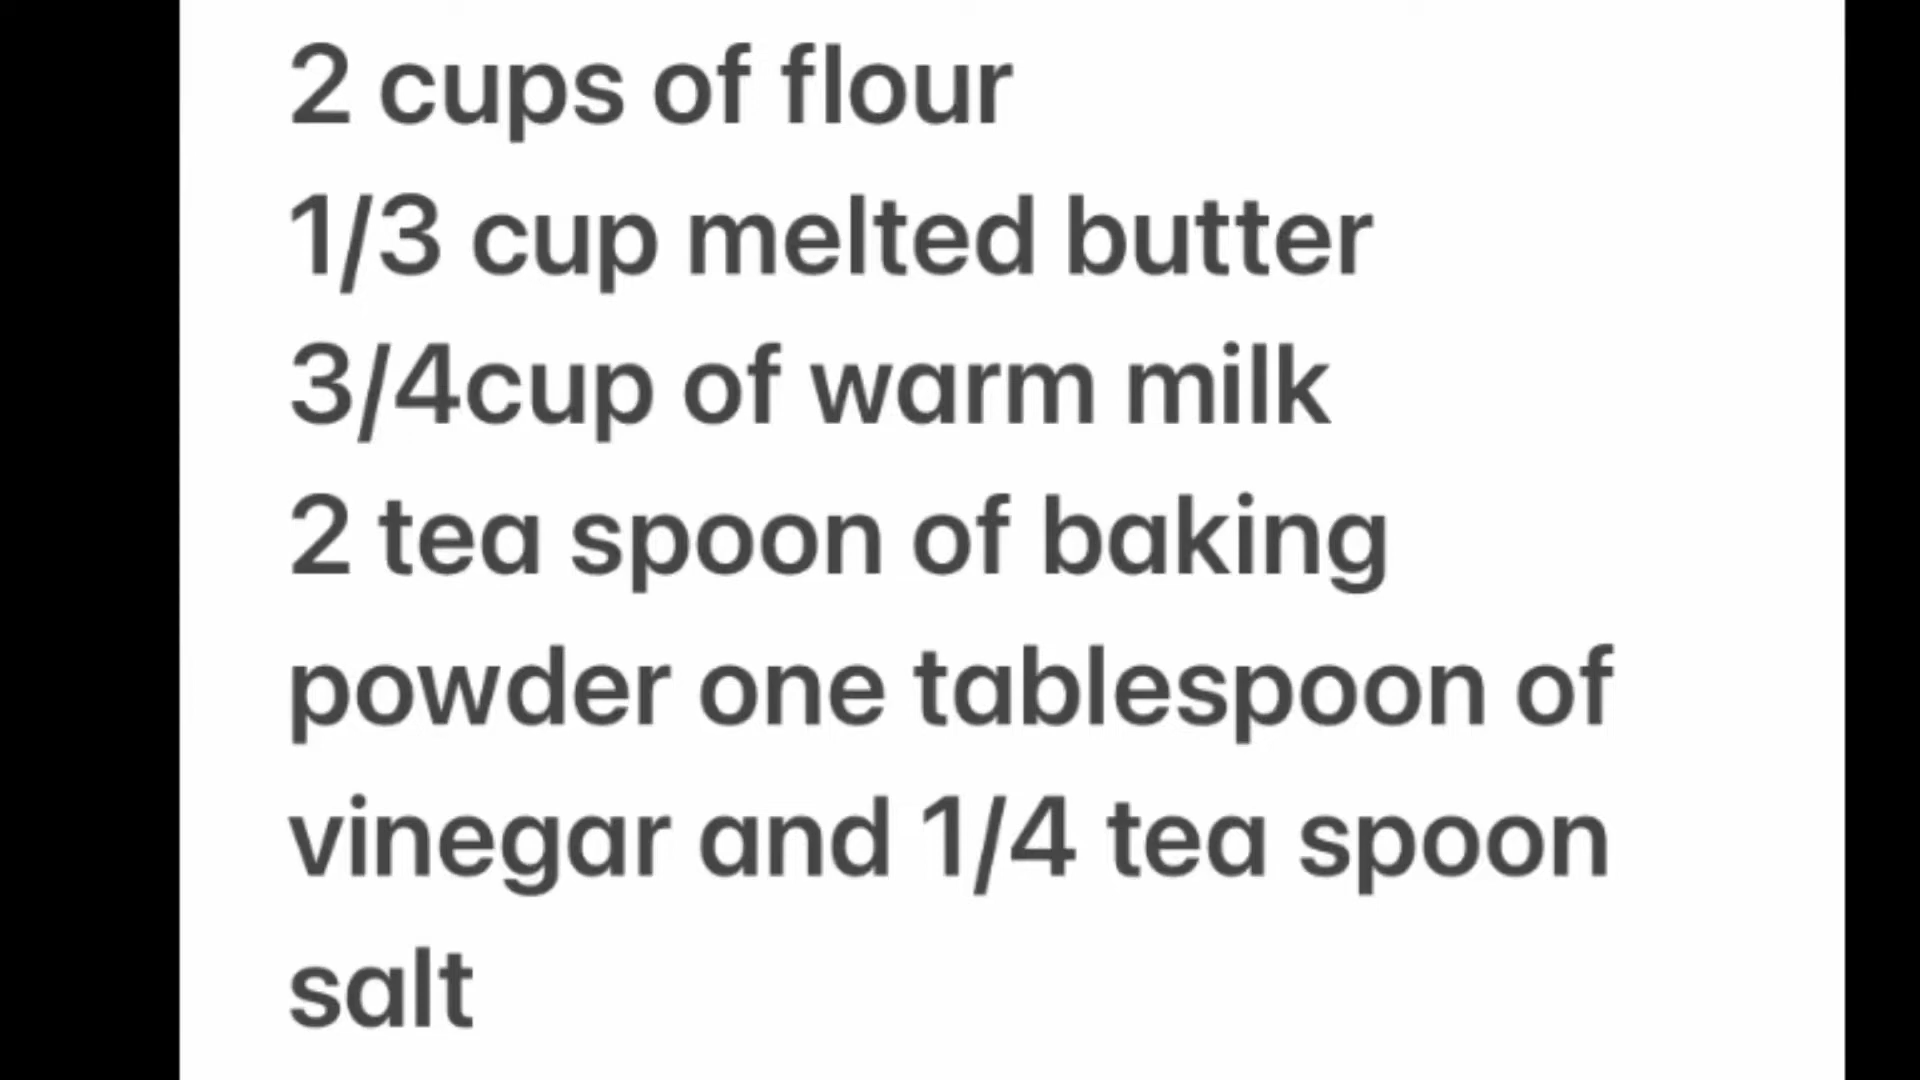 2 cups of flour
1/3 cup melted butter
3/4cup of warm milk
2 tea spoon of baking
powder one tablespoon of
vinegar and 1/4 tea spoon
salt